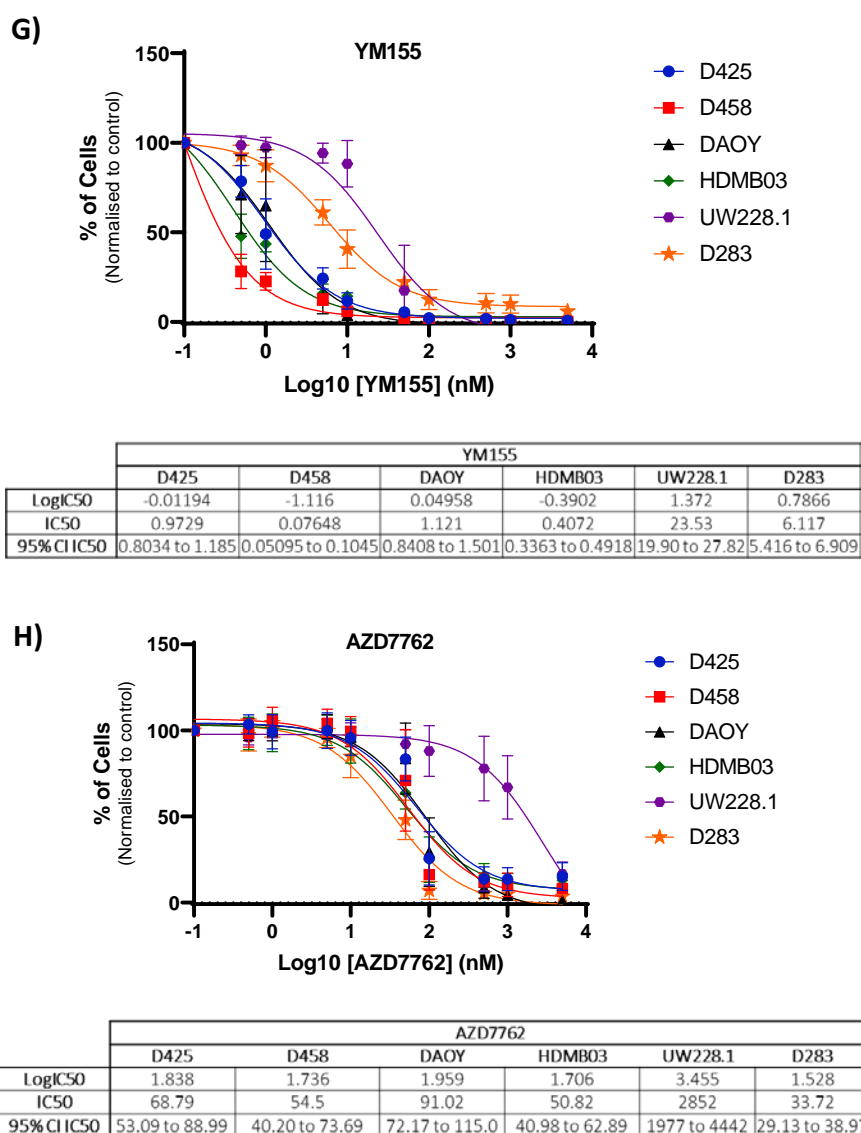 G)
YM155
150
100
50
0
% of Cells
(Normalised to control)
-1 0 1 2 3 4
Log10 [YM155] (nM)
D425
D458
DAOY
HDMB03
UW228.1
D283
YM155
D425 D458 DAOY HDMB03 UW228.1 D283
LogIC50 -0.01194 -1.116 0.04958 -0.3902 1.372 0.7866
IC50 0.9729 0.07648 1.121 0.4072 23.53 6.117
95% CI IC50 0.8034 to 1.185 0.05095 to 0.1045 0.8408 to 1.501 0.3363 to 0.4918 19.90 to 27.82 5.416 to 6.909
H)
AZD7762
150
100
50
0
% of Cells
(Normalised to control)
-1 0 1 2 3 4
Log10 [AZD7762] (nM)
D425
D458
DAOY
HDMB03
UW228.1
D283
AZD7762
D425 D458 DAOY HDMB03 UW228.1 D283
LogIC50 1.838 1.736 1.959 1.706 3.455 1.528
IC50 68.79 54.5 91.02 50.82 2852 33.72
95% CI IC50 53.09 to 88.99 40.20 to 73.69 72.17 to 115.0 40.98 to 62.89 1977 to 4442 29.13 to 38.9